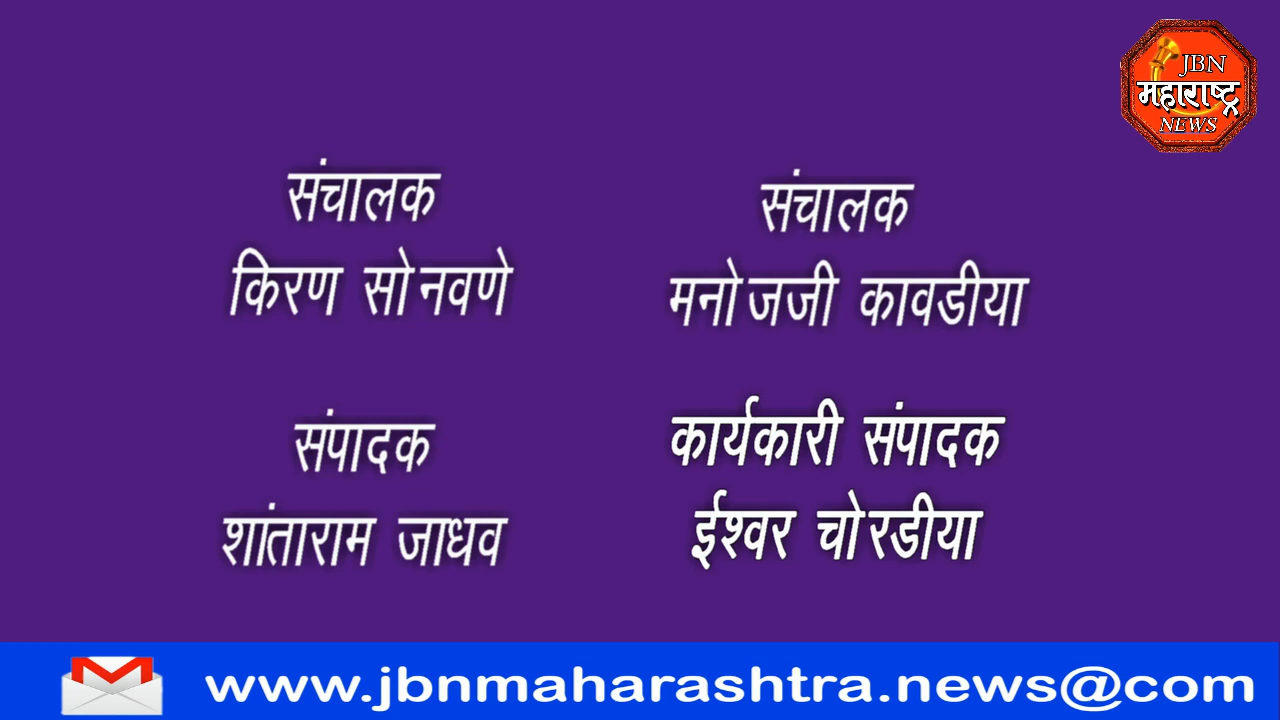 JBN
महाराष्ट्र
NEWS
संचालक
किरण सोनवणे
संचालक
मनोजजी कावडीया
संपादक
शांताराम जाधव
कार्यकारी संपादक
ईश्वर चोरडीया
www.jbnmaharashtra.news@com